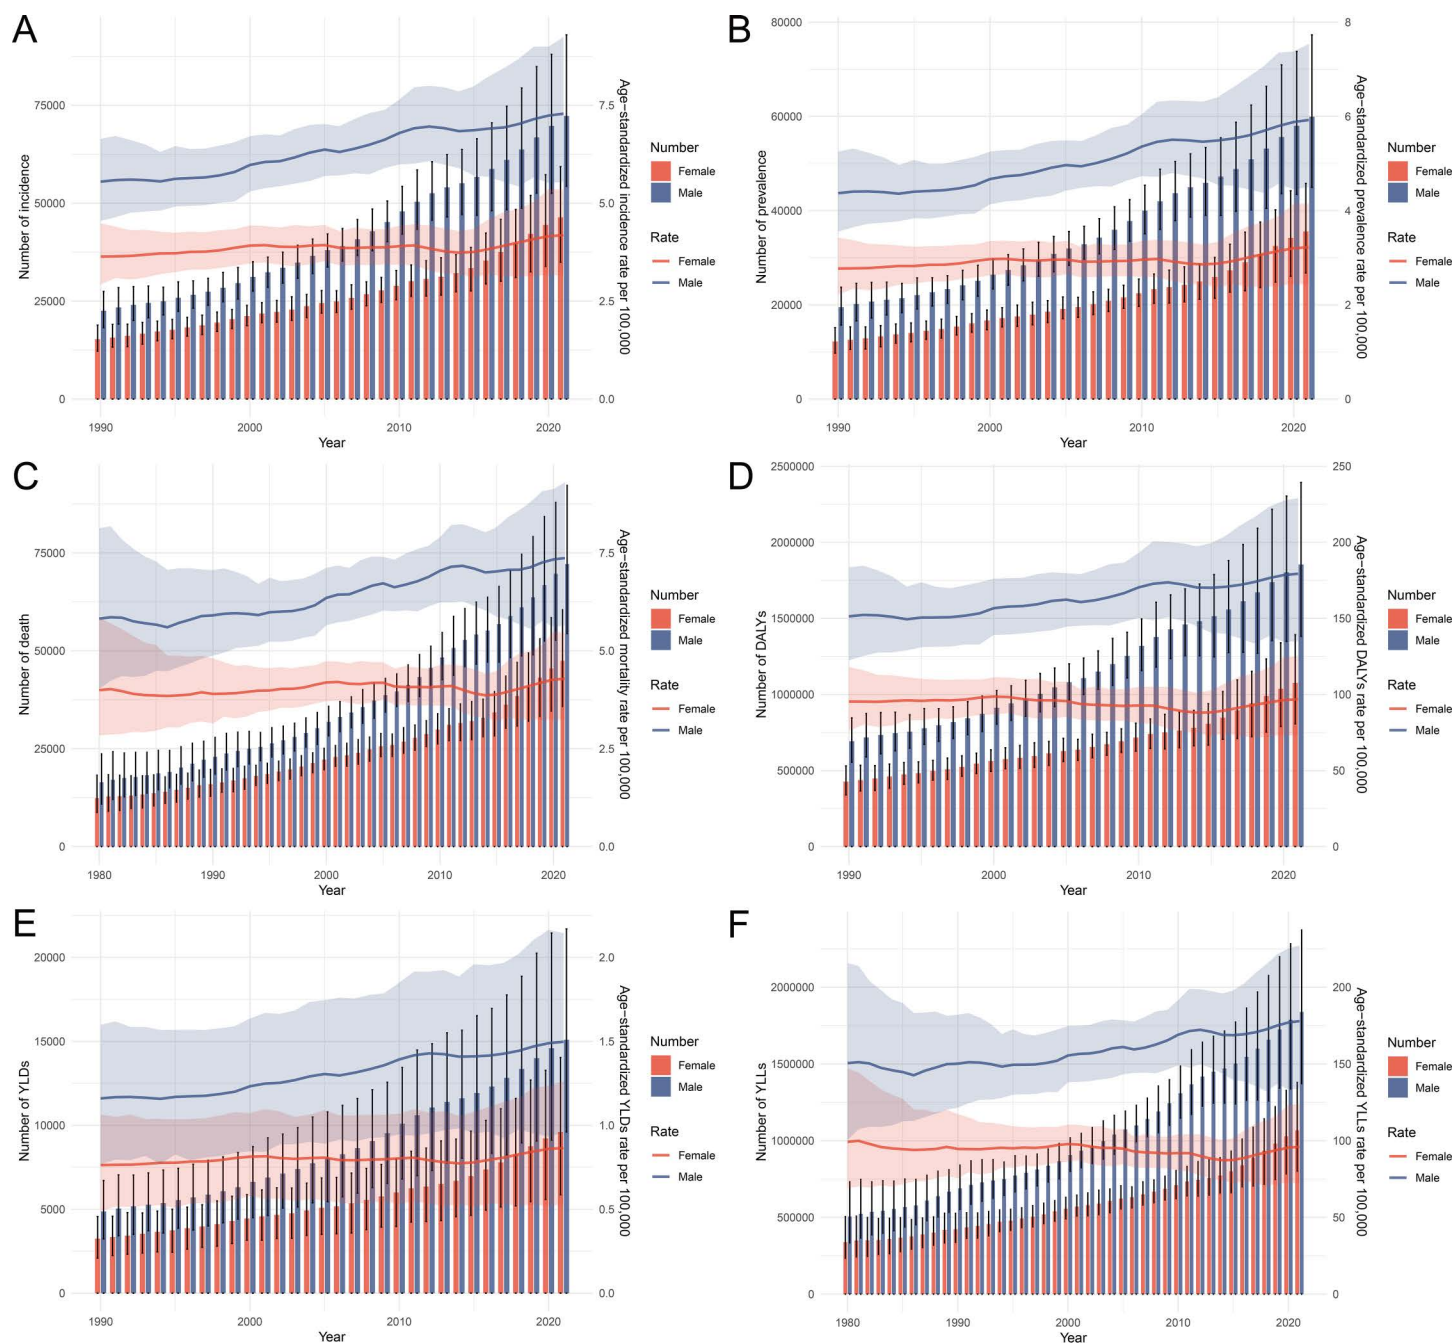 A
Number of incidence
75000
50000
25000
0
7.5
5.0
2.5
0.0
Age−standardized incidence rate per 100,000
1990
2000
2010
2020
Year
Number
Female
Male
Rate
Female
Male
B
Number of prevalence
80000
60000
40000
20000
0
8
6
4
2
0
Age−standardized prevalence rate per 100,000
1990
2000
2010
2020
Year
Number
Female
Male
Rate
Female
Male
C
Number of death
75000
50000
25000
0
7.5
5.0
2.5
0.0
Age−standardized mortality rate per 100,000
1980
1990
2000
2010
2020
Year
Number
Female
Male
Rate
Female
Male
D
Number of DALYs
2500000
2000000
1500000
1000000
500000
0
250
200
150
100
50
0
Age−standardized DALYs rate per 100,000
1990
2000
2010
2020
Year
Number
Female
Male
Rate
Female
Male
E
Number of YLDs
20000
15000
10000
5000
0
2.0
1.5
1.0
0.5
0.0
Age−standardized YLDs rate per 100,000
1990
2000
2010
2020
Year
Number
Female
Male
Rate
Female
Male
F
Number of YLLs
2000000
1500000
1000000
500000
0
200
150
100
50
0
Age−standardized YLLs rate per 100,000
1980
1990
2000
2010
2020
Year
Number
Female
Male
Rate
Female
Male